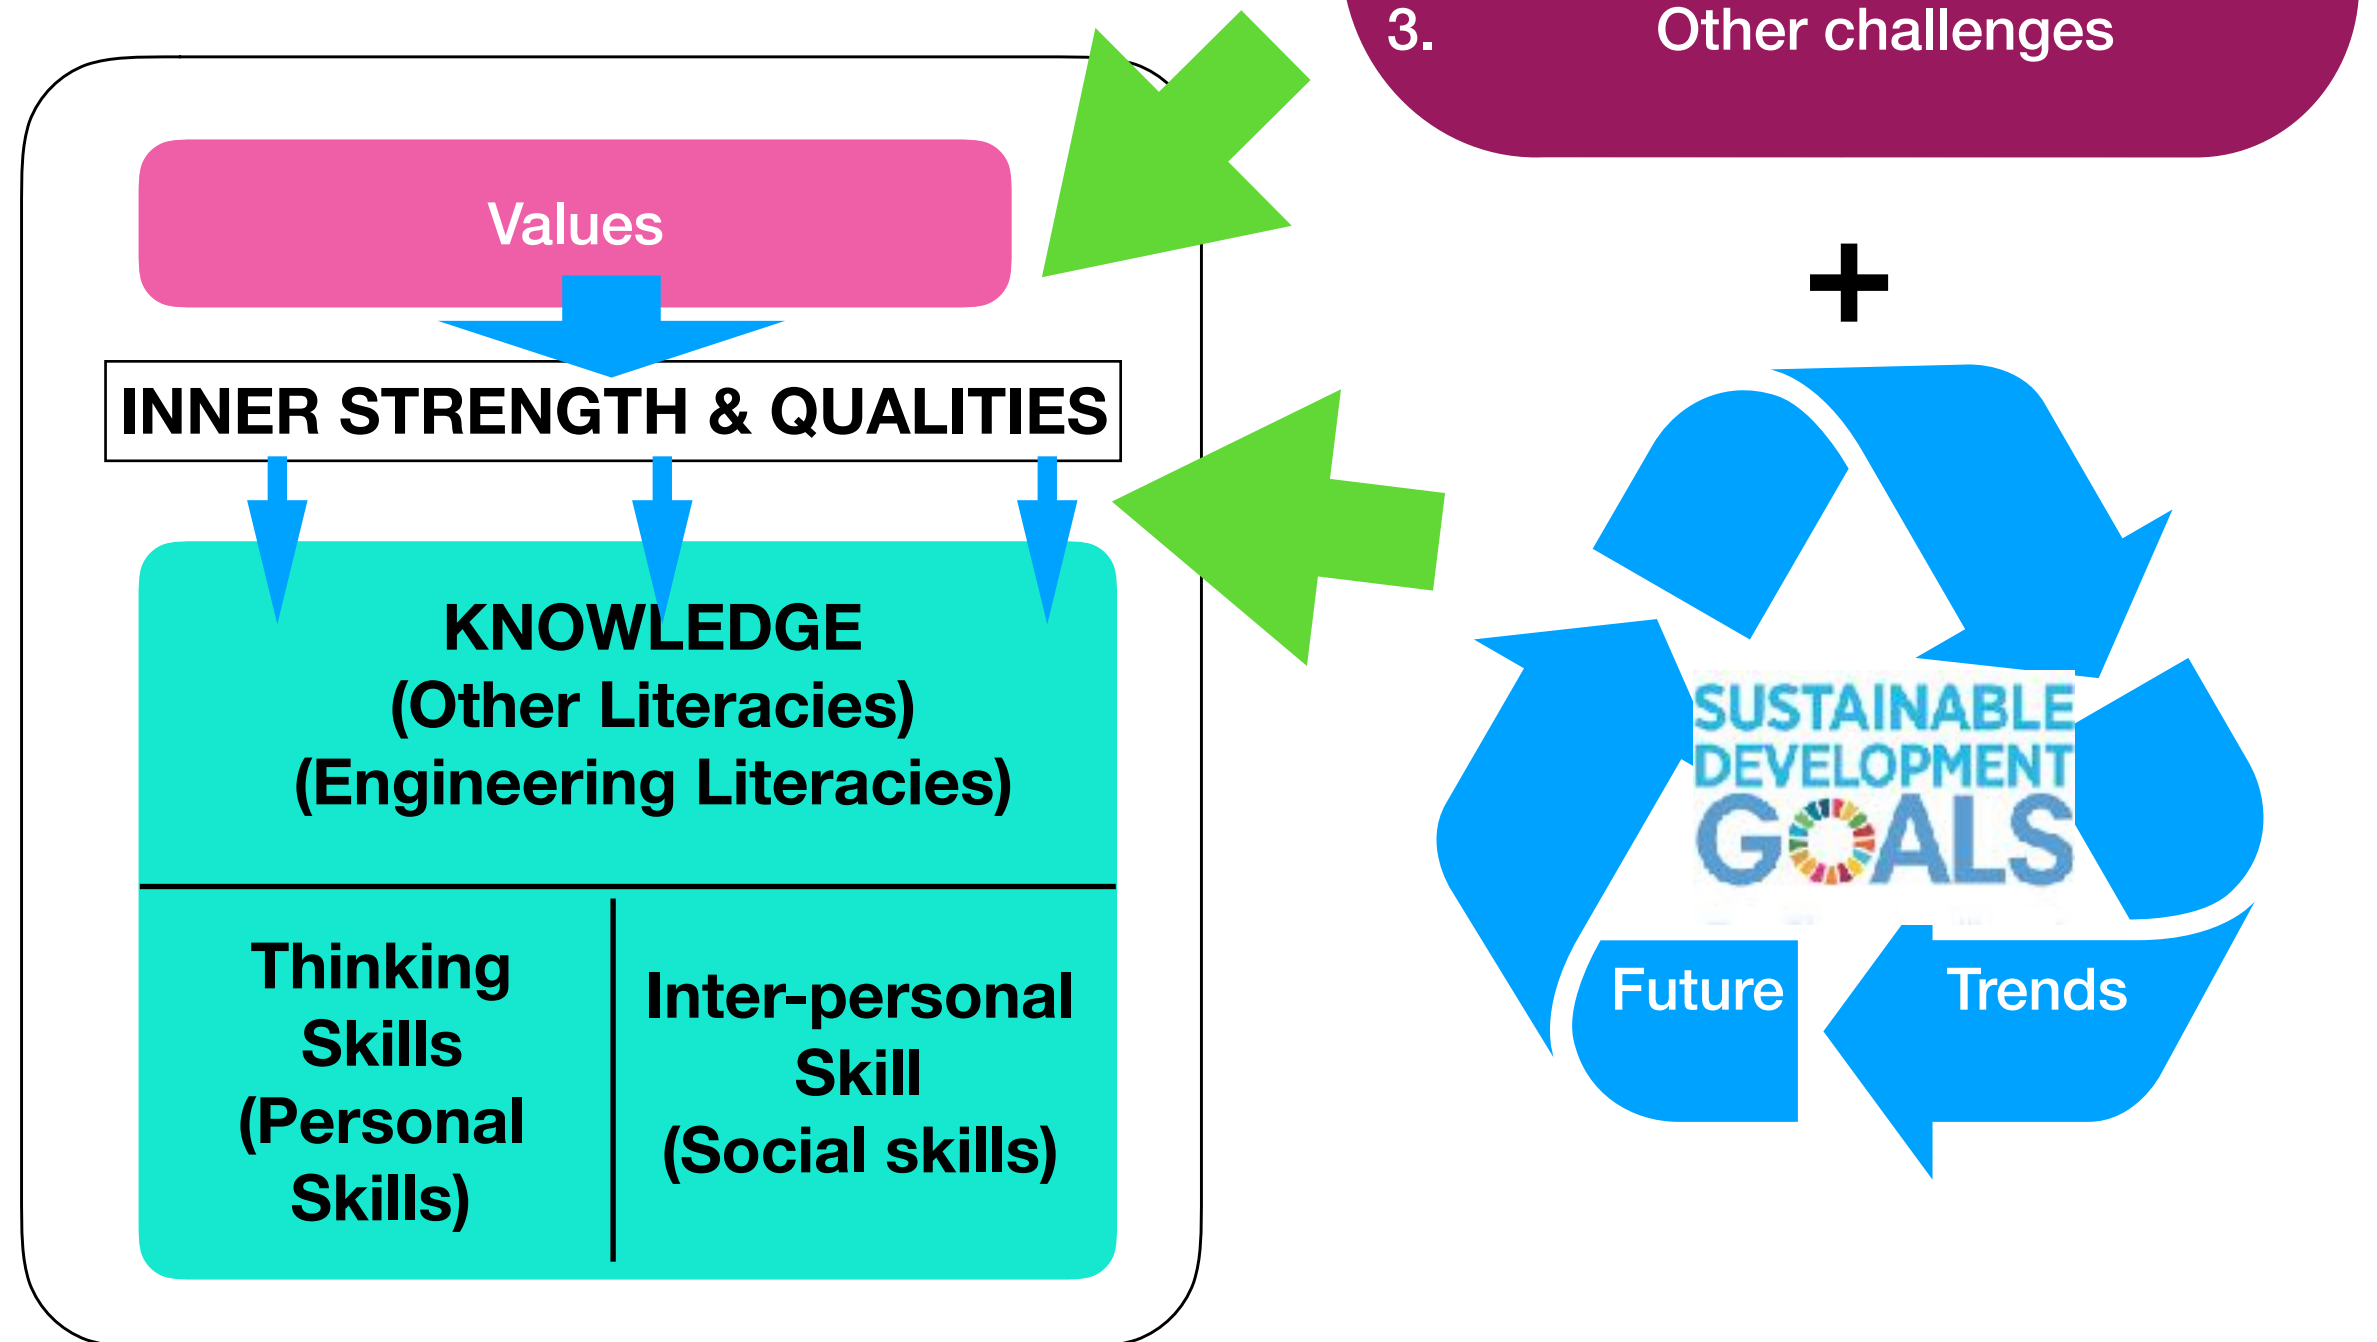 3. Other challenges
Values
INNER STRENGTH & QUALITIES
KNOWLEDGE
(Other Literacies)
(Engineering Literacies)
Thinking
Skills
(Personal
Skills)
Inter-personal
Skill
(Social skills)
+
SUSTAINABLE
DEVELOPMENT
GOALS
Future Trends